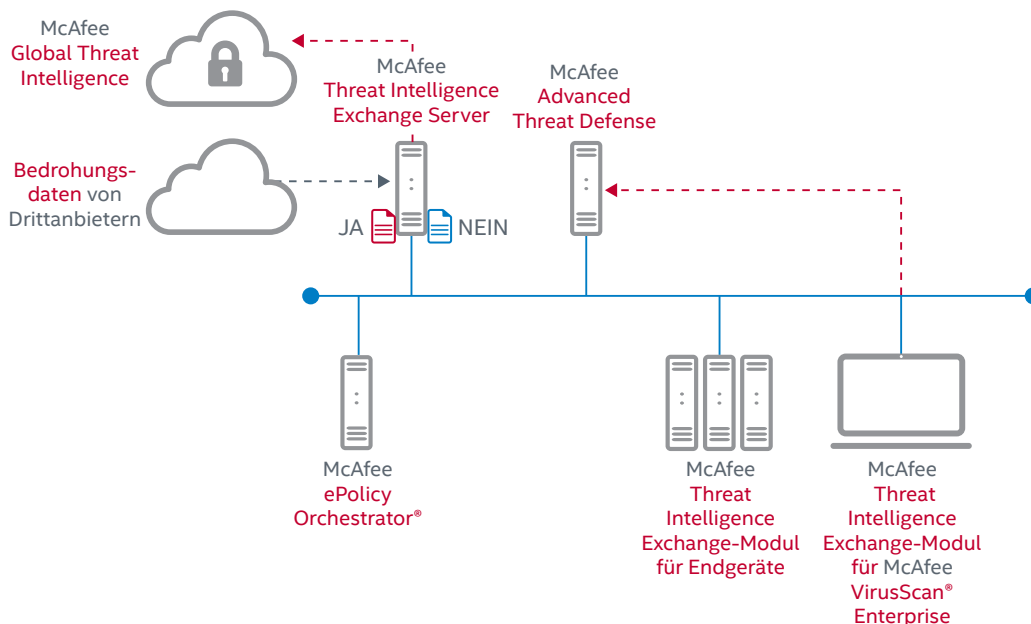 McAfee
Global Threat
Intelligence
McAfee
Threat Intelligence
Exchange Server
McAfee
Advanced
Threat Defense
Bedrohungs-
daten von
Drittanbietern
JA
NEIN
McAfee
ePolicy
Orchestrator®
McAfee
Threat
Intelligence
Exchange-Modul
für Endgeräte
McAfee
Threat
Intelligence
Exchange-Modul
für McAfee
VirusScan®
Enterprise